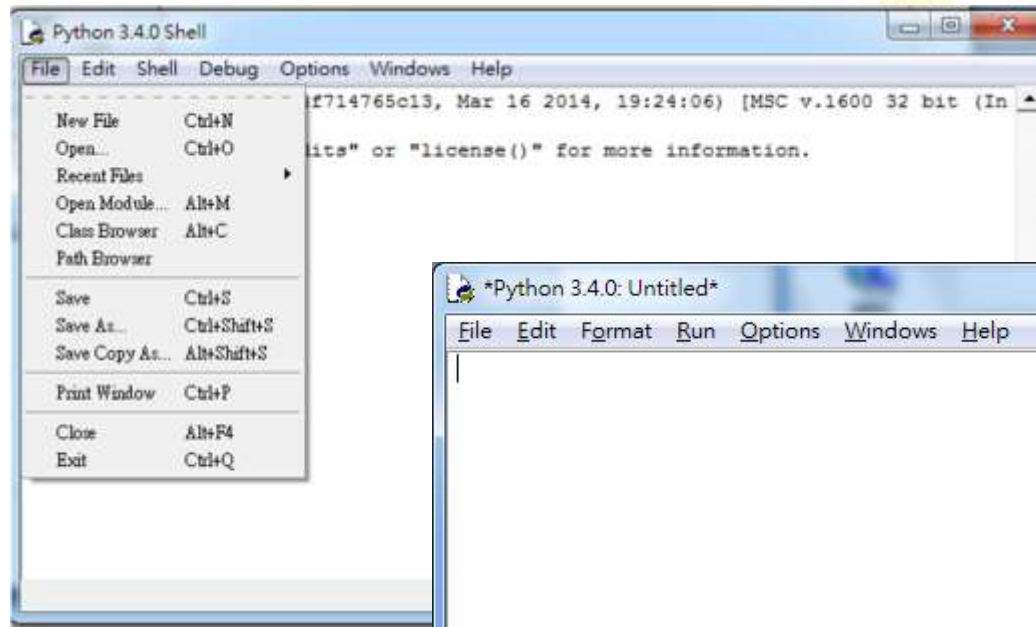 Python 3.4.0 Shell
File Edit Shell Debug Options Windows Help
f714765c13, Mar 16 2014, 19:24:06) [MSC v.1600 32 bit (In
its" or "license()" for more information.
New File Ctrl+N
Open... Ctrl+O
Recent Files
Open Module... Alt+M
Class Browser Alt+C
Path Browser
Save Ctrl+S
Save As... Ctrl+Shift+S
Save Copy As... Alt+Shift+S
Print Window Ctrl+P
Close Alt+F4
Exit Ctrl+Q
*Python 3.4.0: Untitled*
File Edit Format Run Options Windows Help